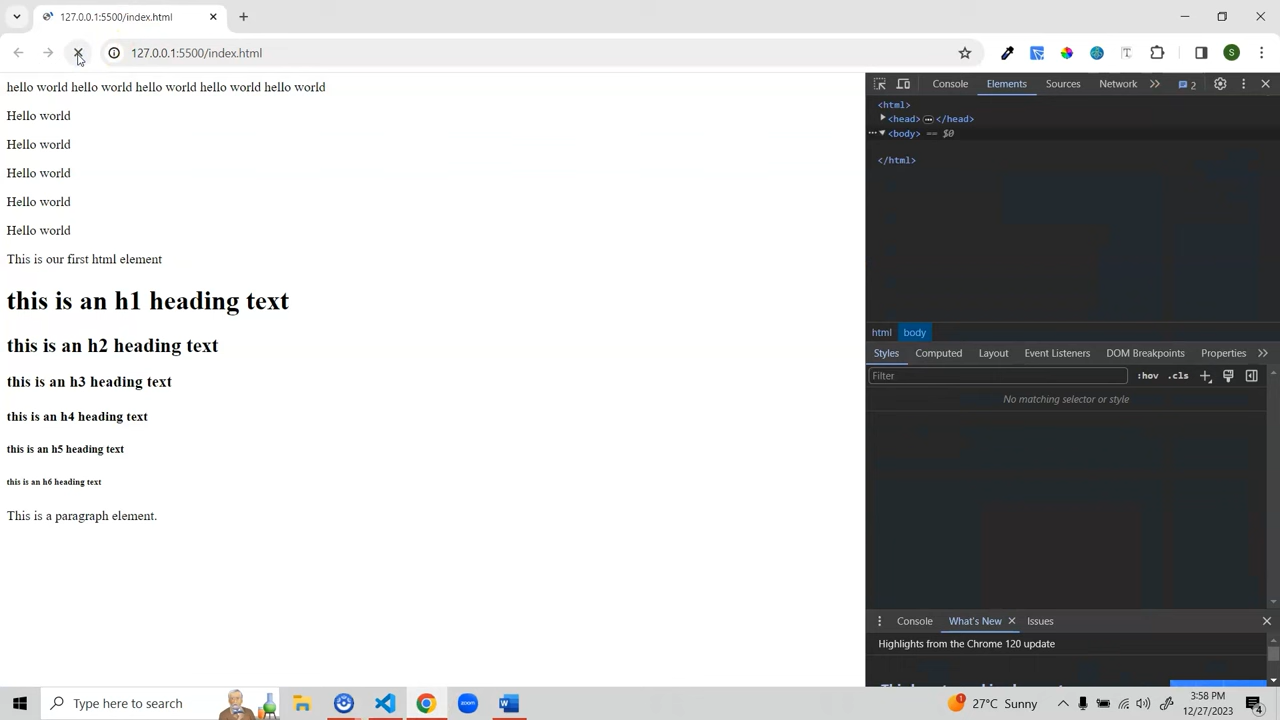 127.0.0.1:5500/index.html
127.0.0.1:5500/index.html
S
hello world hello world hello world hello world hello world
Hello world
Hello world
Hello world
Hello world
Hello world
This is our first html element
this is an h1 heading text
this is an h2 heading text
this is an h3 heading text
this is an h4 heading text
this is an h5 heading text
this is an h6 heading text
This is a paragraph element.
Console Elements Sources Network 2
<html>
<head> </head>
<body> == $0
</html>
html body
Styles Computed Layout Event Listeners DOM Breakpoints Properties
Filter :hov .cls
No matching selector or style
Console What's New Issues
Highlights from the Chrome 120 update
Type here to search zoom 1 27°C Sunny 3:58 PM
12/27/2023 4